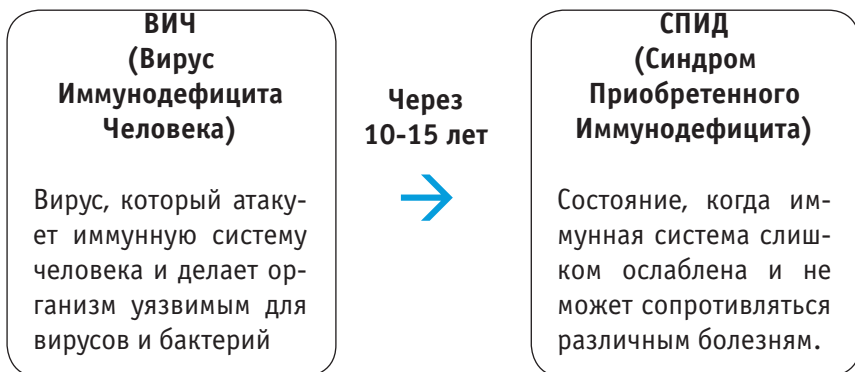 ВИЧ
(Вирус
Иммунодефицита
Человека)
Вирус, который атаку-
ет иммунную систему
человека и делает ор-
ганизм уязвимым для
вирусов и бактерий
Через
10-15 лет
СПИД
(Синдром
Приобретенного
Иммунодефицита)
Состояние, когда им-
мунная система слиш-
ком ослаблена и не
может сопротивляться
различным болезням.